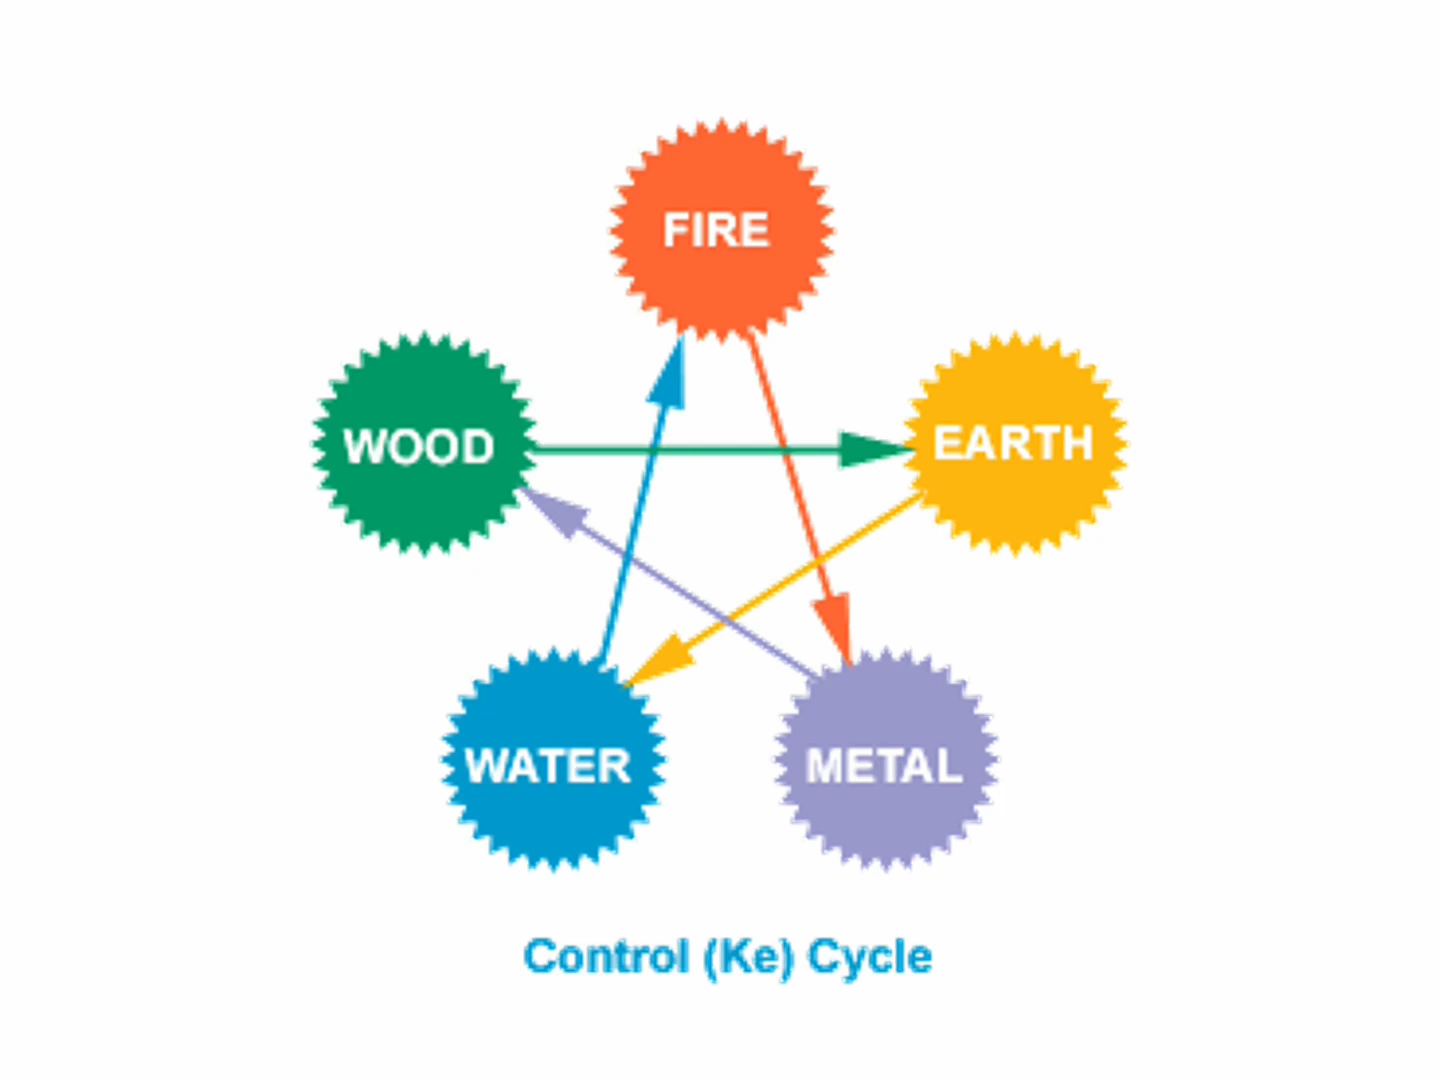 FIRE
WOOD
EARTH
WATER
METAL
Control (Ke) Cycle